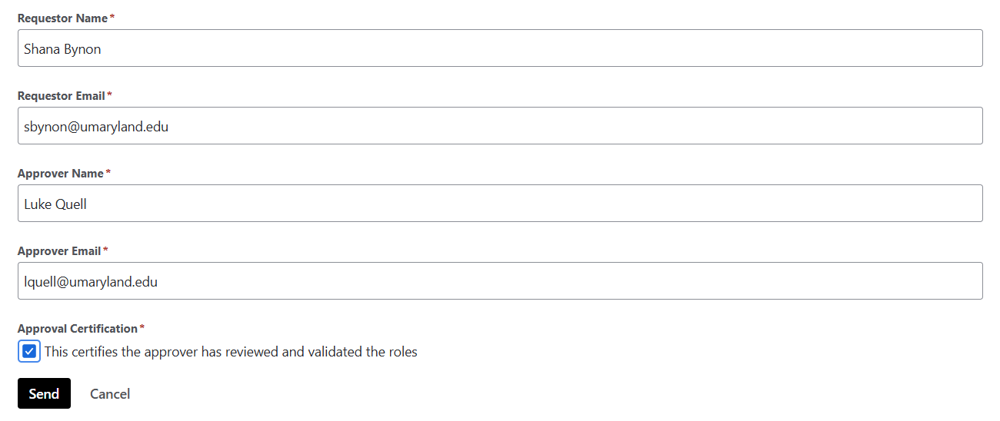 Requestor Name*
Shana Bynon
Requestor Email*
sbynon@umaryland.edu
Approver Name*
Luke Quell
Approver Email*
lquell@umaryland.edu
Approval Certification*
This certifies the approver has reviewed and validated the roles
Send Cancel